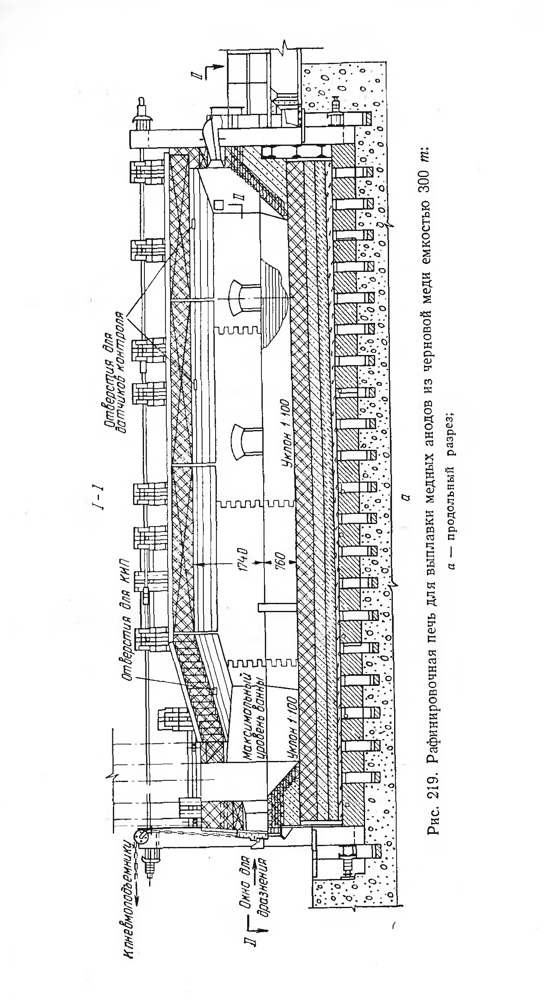 I-I
Отверстия для
датчиков контроля
Отверстия для КИП
К пневмоподъемнику
II
II
1740
760
Уклон 1:100
Максимальный
уровень ванны
Уклон 1:100
Окно для
дразнения
II
а
Рис. 219. Рафинировочная печь для выплавки медных анодов из черновой меди емкостью 300 т:
а — продольный разрез;